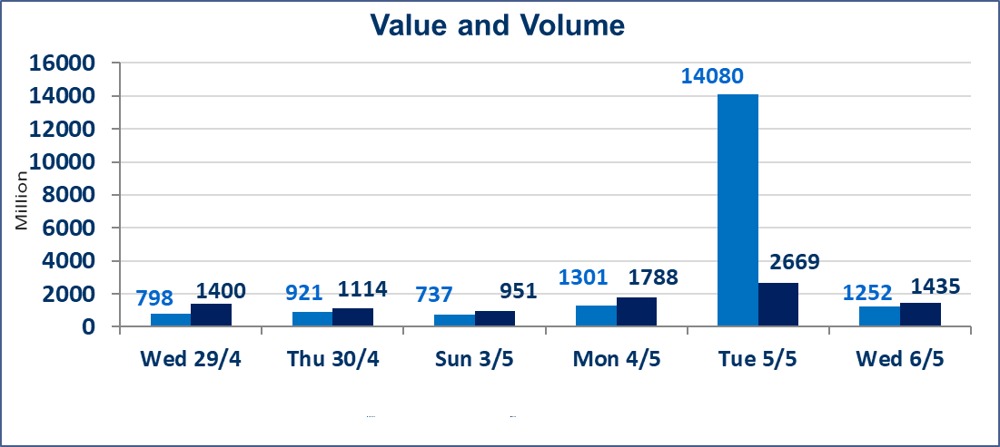 Value and Volume
Million
16000
14000
12000
10000
8000
6000
4000
2000
0
798 1400 921 1114 737 951 1301 1788 14080 2669 1252 1435
Wed 29/4 Thu 30/4 Sun 3/5 Mon 4/5 Tue 5/5 Wed 6/5